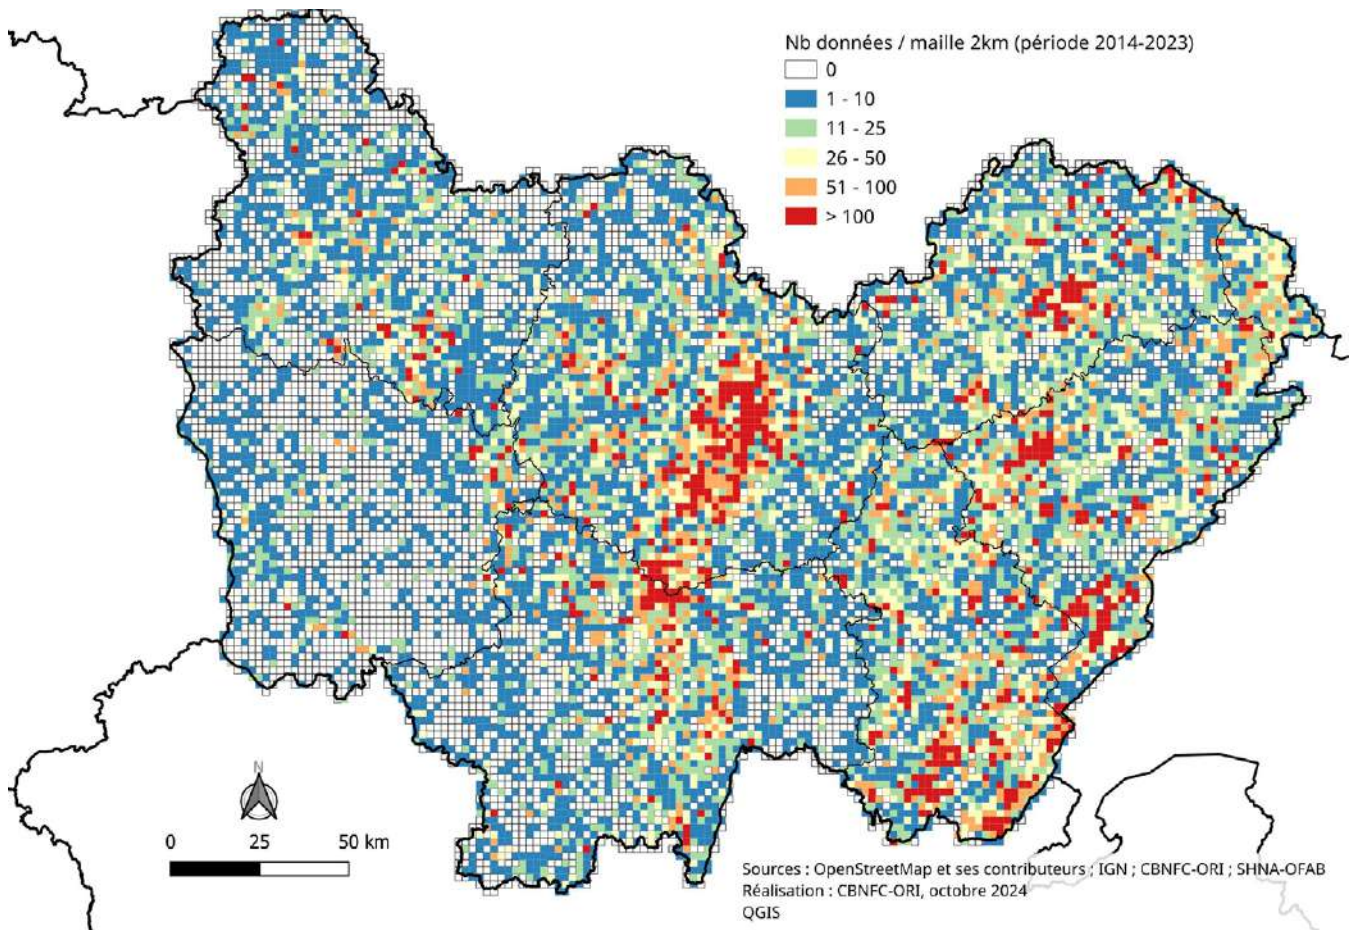 Nb données / maille 2km (période 2014-2023)
0
1 - 10
11 - 25
26 - 50
51 - 100
> 100
N
0 25 50 km
Sources : OpenStreetMap et ses contributeurs ; IGN ; CBNFC-ORI ; SHNA-OFAB
Réalisation : CBNFC-ORI, octobre 2024
QGIS